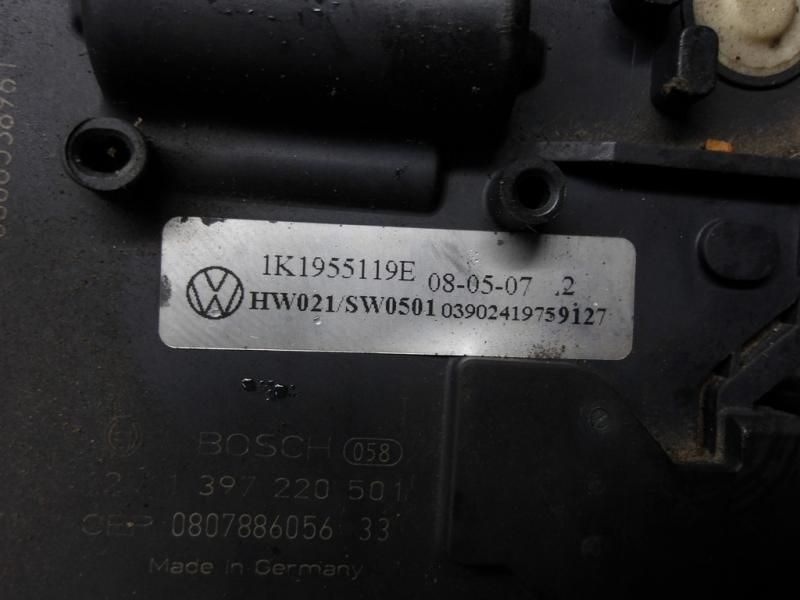 1K1955119E 08-05-07 .2
HW021/SW0501 03902419759127
BOSCH 058
1 397 220 501
CEP 0807886056 33
Made in Germany